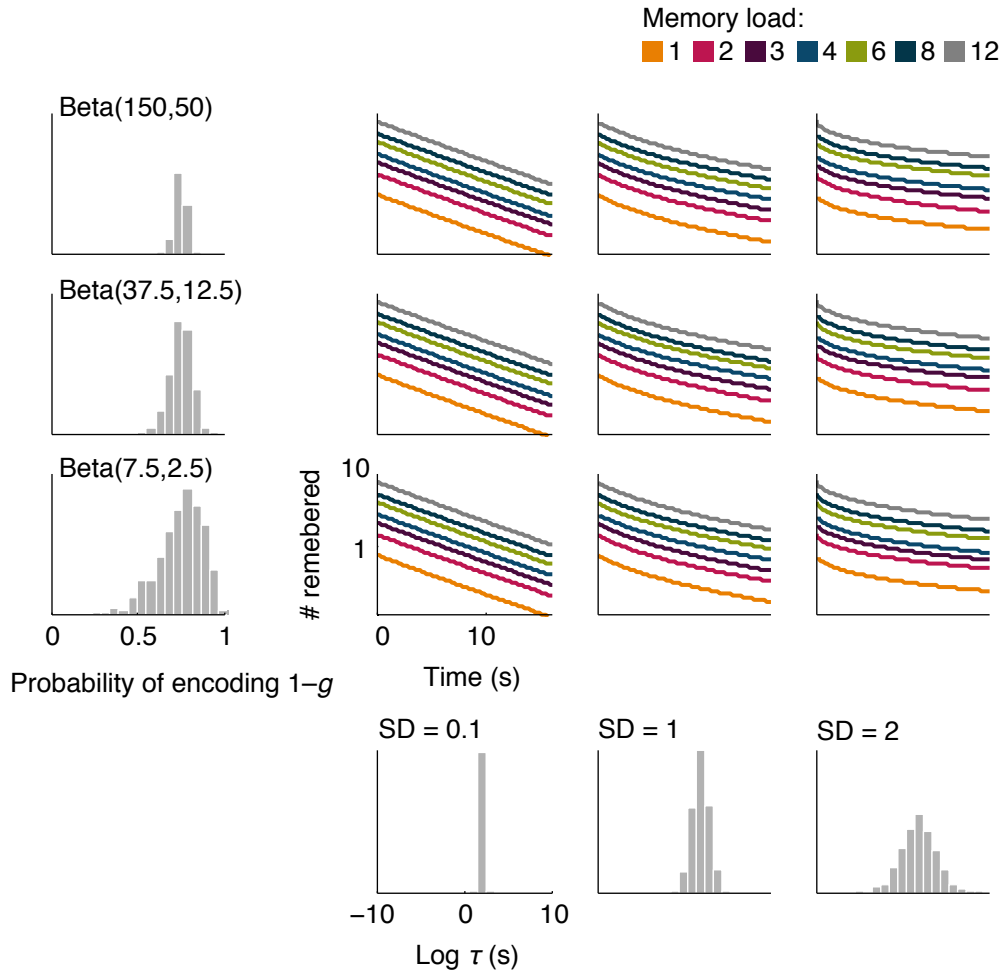 Memory load:
1 2 3 4 6 8 12
Beta(150,50)
Beta(37.5,12.5)
Beta(7.5,2.5)
10
1
# remebered
0 0.5 1
0 10
Probability of encoding 1–g
Time (s)
SD = 0.1 SD = 1 SD = 2
−10 0 10
Log τ (s)